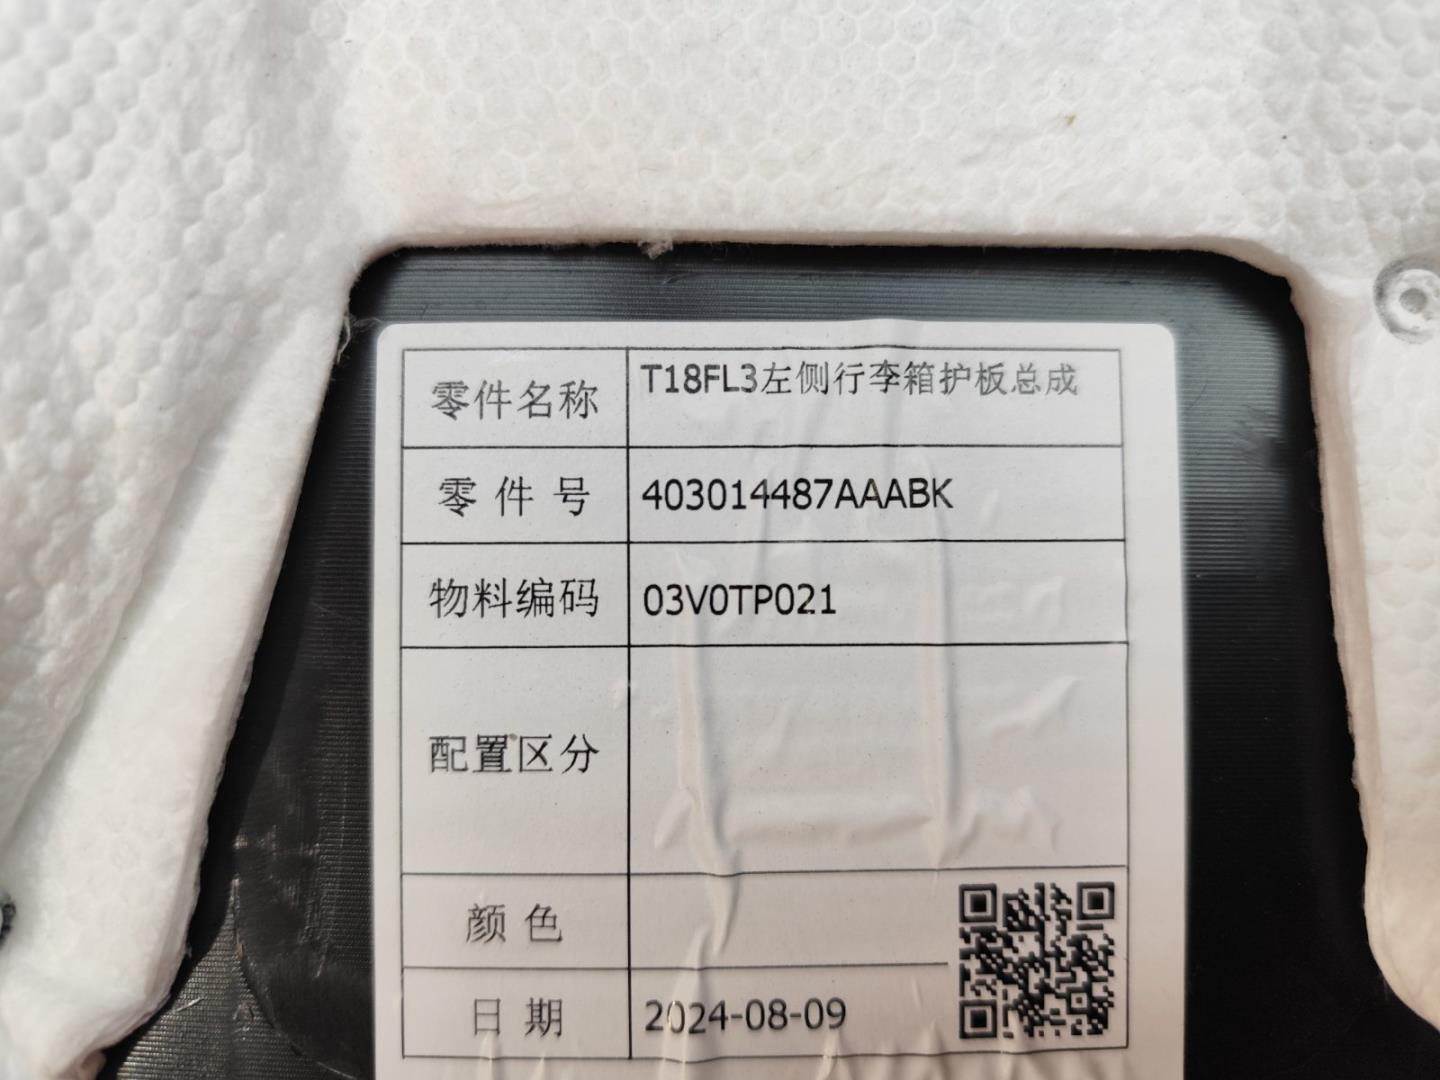 零件名称 T18FL3左侧行李箱护板总成
零件号 403014487AAABK
物料编码 03V0TP021
配置区分
颜色
日期 2024-08-09